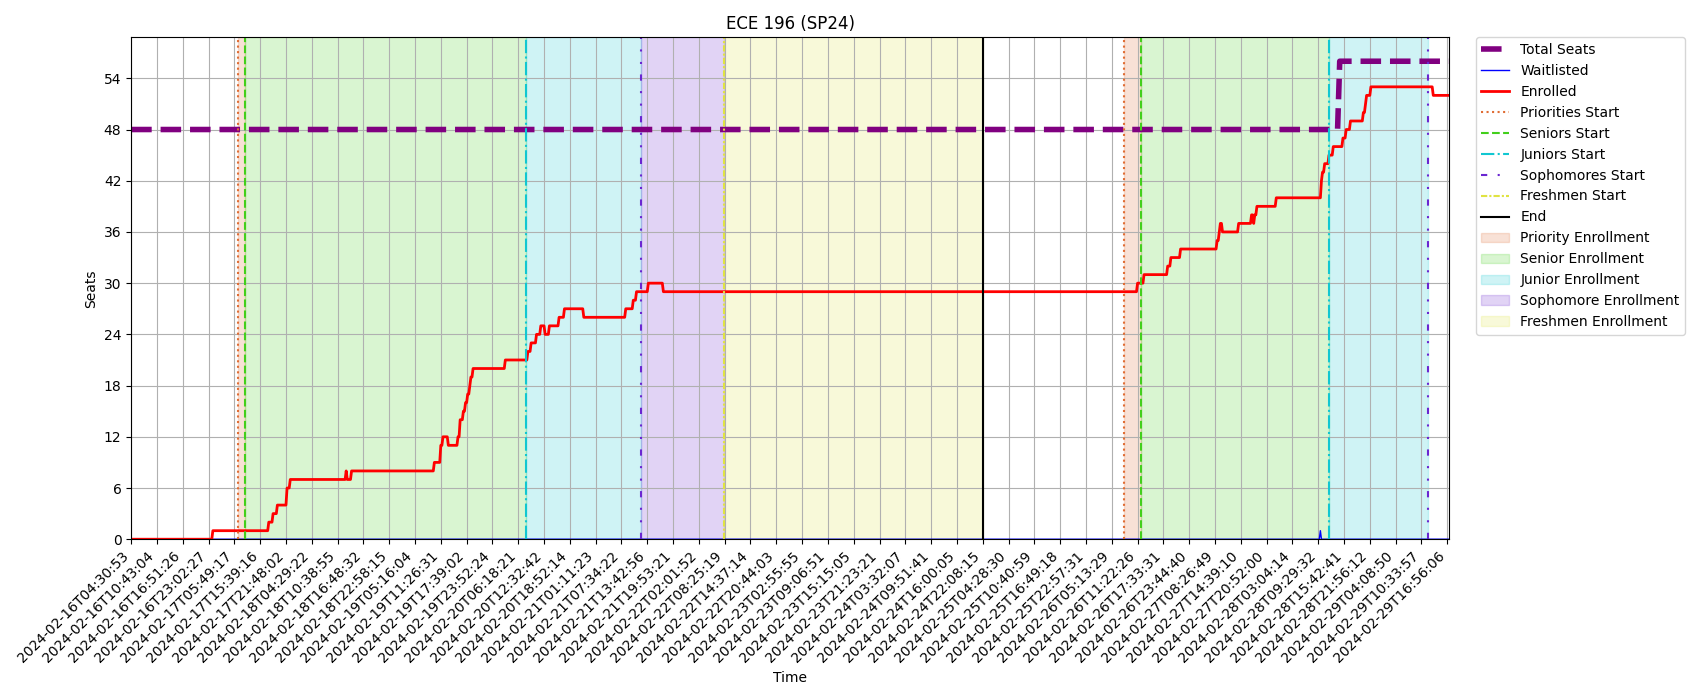 ECE 196 (SP24)
Seats
54
48
42
36
30
24
18
12
6
0
2024-02-16T04:30:53
2024-02-16T10:43:04
2024-02-16T16:51:26
2024-02-16T23:02:27
2024-02-17T05:49:17
2024-02-17T15:39:16
2024-02-17T21:48:02
2024-02-18T04:29:22
2024-02-18T10:38:55
2024-02-18T16:48:32
2024-02-18T22:58:15
2024-02-19T05:16:04
2024-02-19T11:26:31
2024-02-19T17:39:02
2024-02-19T23:52:24
2024-02-20T06:18:21
2024-02-20T12:32:42
2024-02-20T18:52:14
2024-02-21T01:11:23
2024-02-21T07:34:22
2024-02-21T13:42:56
2024-02-21T19:53:21
2024-02-22T02:01:52
2024-02-22T08:25:19
2024-02-22T14:37:14
2024-02-22T20:44:03
2024-02-23T02:55:55
2024-02-23T09:06:51
2024-02-23T15:15:05
2024-02-23T21:23:21
2024-02-24T03:32:07
2024-02-24T09:51:41
2024-02-24T16:00:05
2024-02-24T22:08:15
2024-02-25T04:28:30
2024-02-25T10:40:59
2024-02-25T16:49:18
2024-02-25T22:57:31
2024-02-26T05:13:29
2024-02-26T11:22:26
2024-02-26T17:33:31
2024-02-26T23:44:40
2024-02-27T08:26:49
2024-02-27T14:39:10
2024-02-27T20:52:00
2024-02-28T03:04:14
2024-02-28T09:29:32
2024-02-28T15:42:41
2024-02-28T21:56:12
2024-02-29T04:08:50
2024-02-29T10:33:57
2024-02-29T16:56:06
Time
Total Seats
Waitlisted
Enrolled
Priorities Start
Seniors Start
Juniors Start
Sophomores Start
Freshmen Start
End
Priority Enrollment
Senior Enrollment
Junior Enrollment
Sophomore Enrollment
Freshmen Enrollment